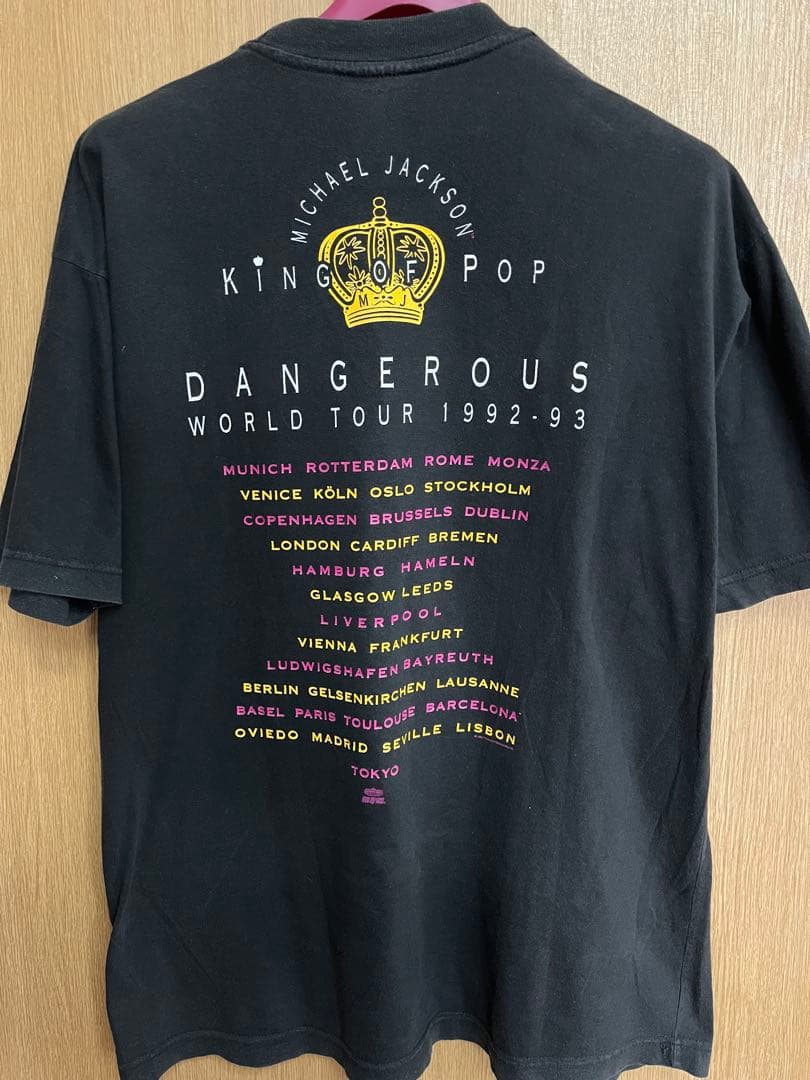 MICHAEL JACKSON
KiNG OF POP
M J
DANGEROUS
WORLD TOUR 1992-93
MUNICH ROTTERDAM ROME MONZA
VENICE KÖLN OSLO STOCKHOLM
COPENHAGEN BRUSSELS DUBLIN
LONDON CARDIFF BREMEN
HAMBURG HAMELN
GLASGOW LEEDS
LIVERPOOL
VIENNA FRANKFURT
LUDWIGSHAFEN BAYREUTH
BERLIN GELSENKIRCHEN LAUSANNE
BASEL PARIS TOULOUSE BARCELONA
OVIEDO MADRID SEVILLE LISBON
TOKYO